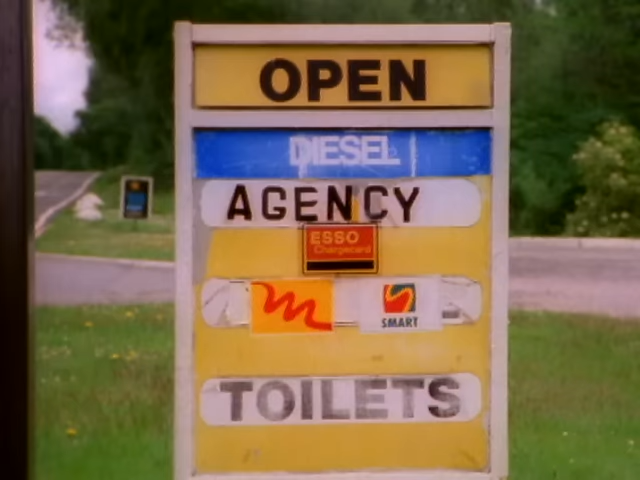 OPEN
DIESEL
AGENCY
ESSO
Chargecard
SMART
TOILETS